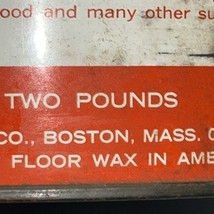 ood and many other su
TWO POUNDS
CO., BOSTON, MASS.
FLOOR WAX IN AME